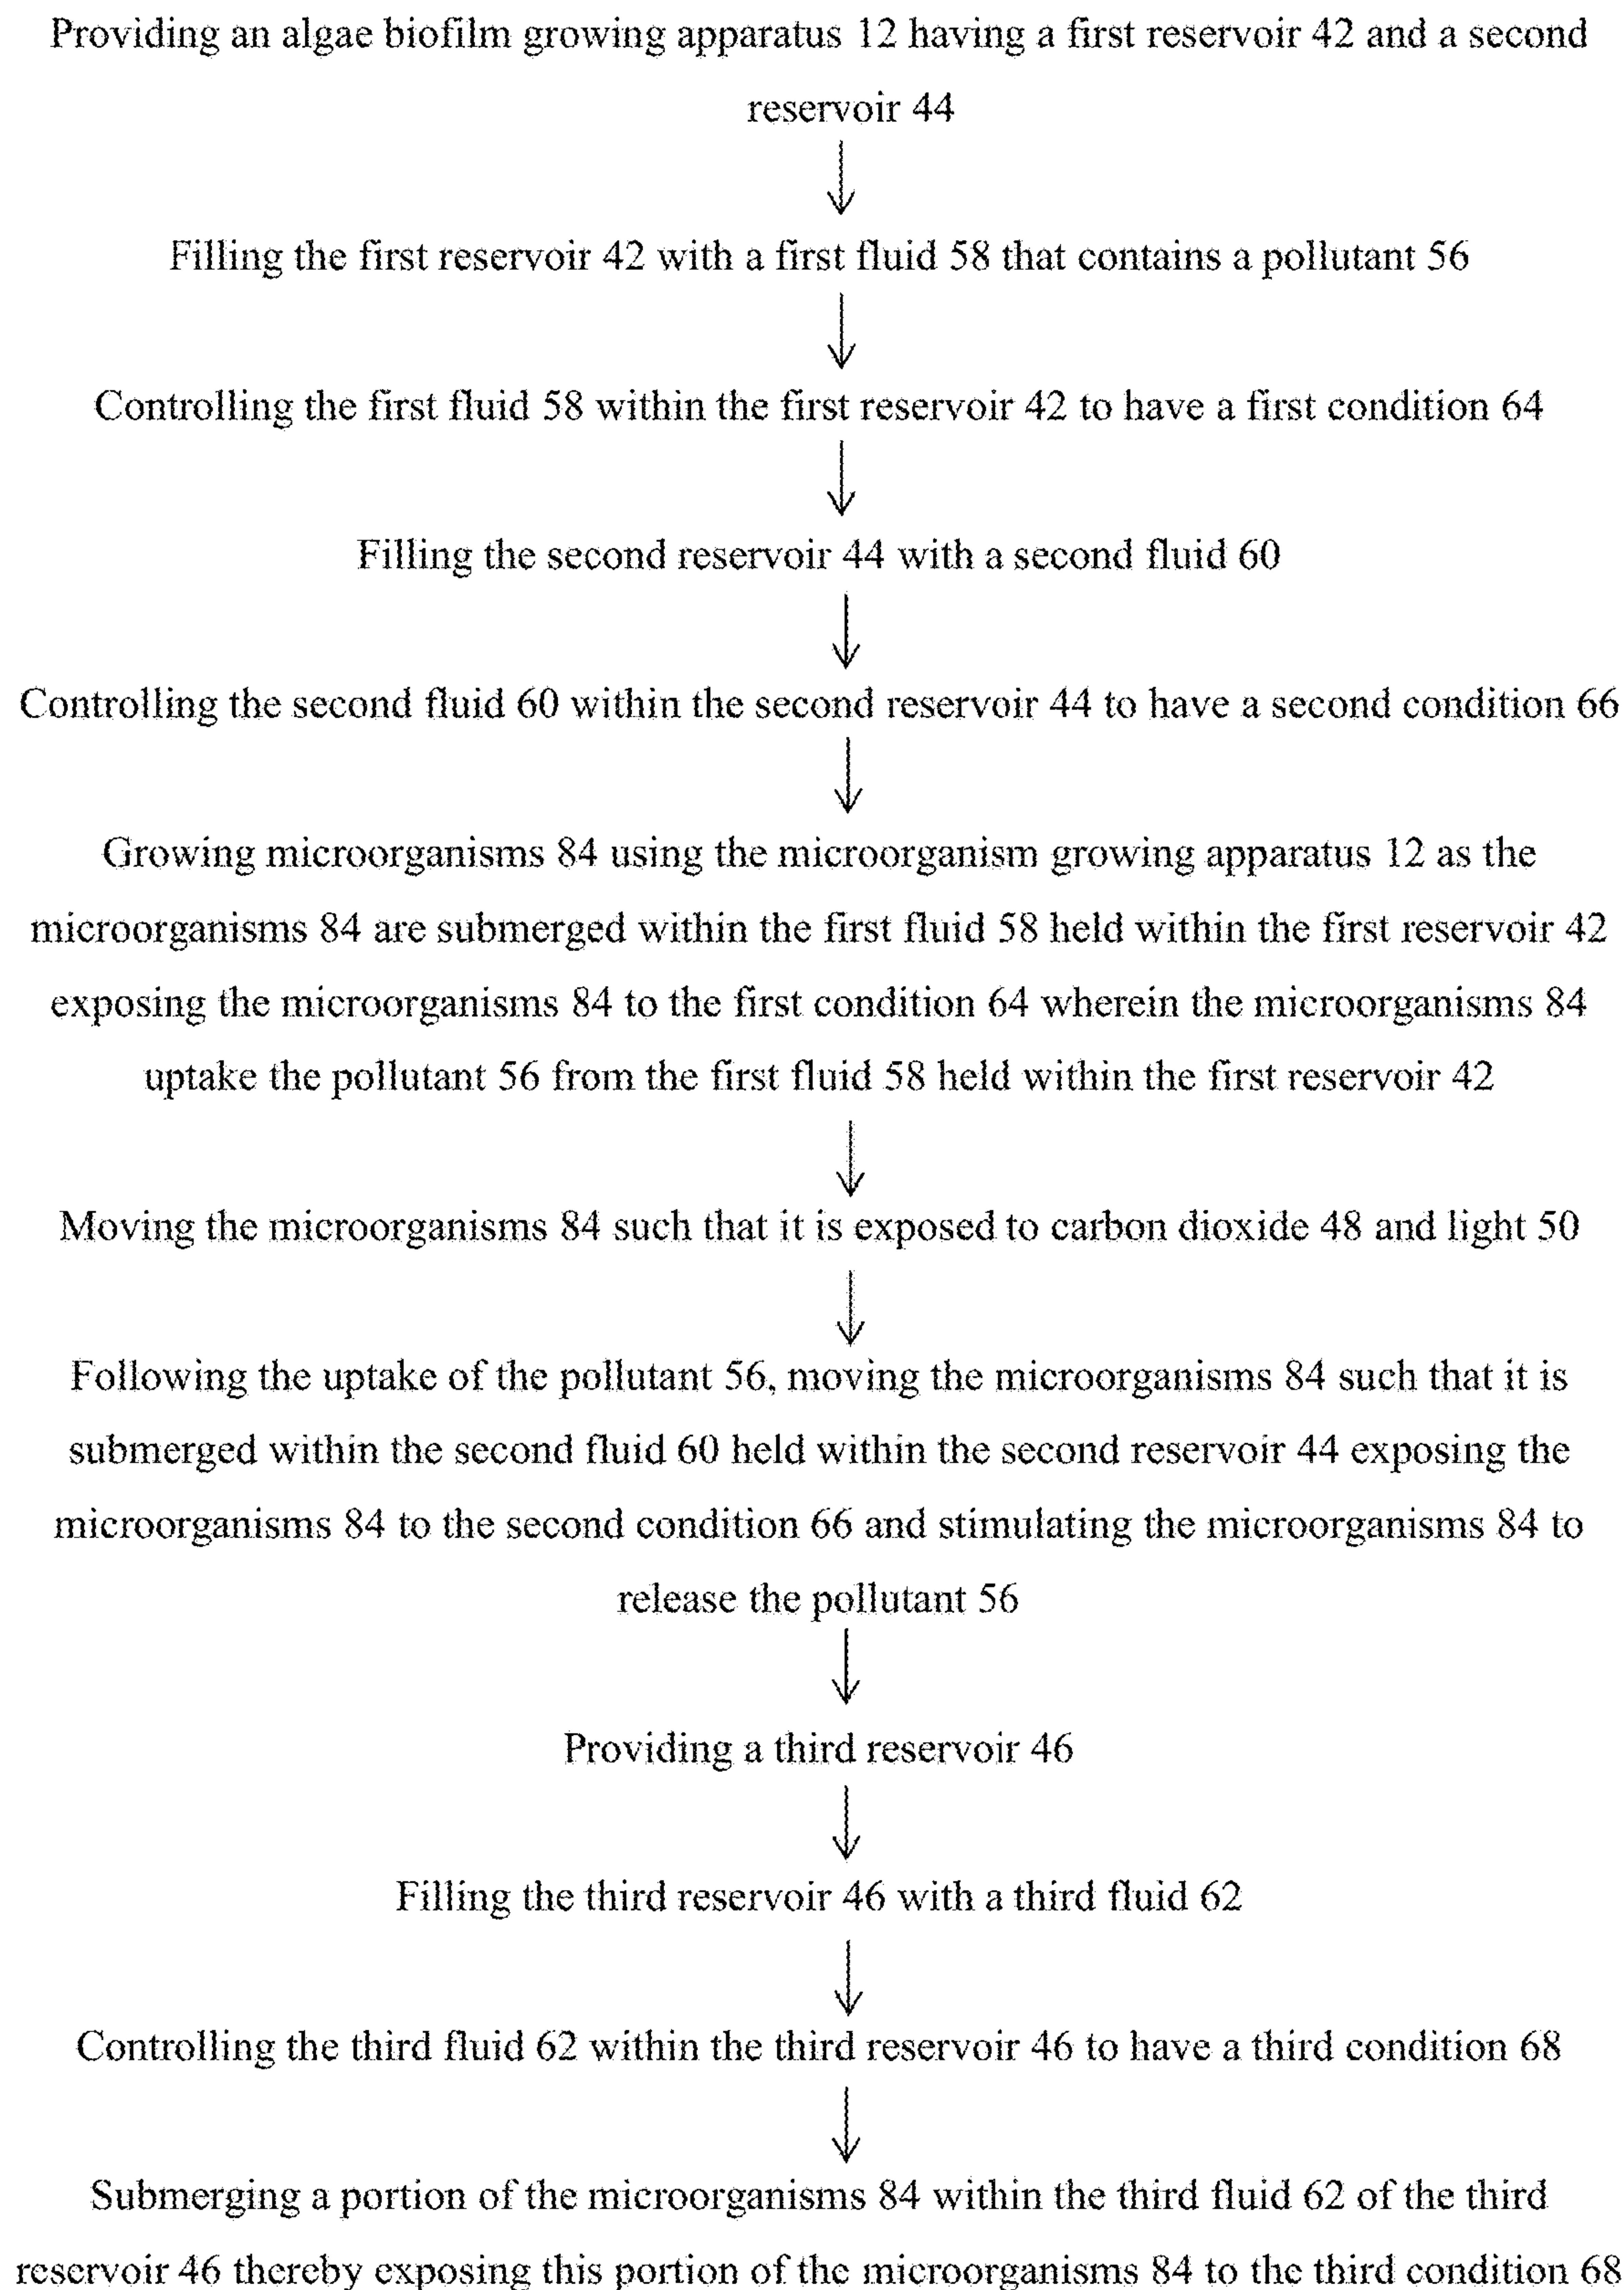 Providing an algae biofilm growing apparatus 12 having a first reservoir 42 and a second
reservoir 44
Filling the first reservoir 42 with a first fluid 58 that contains a pollutant 56
Controlling the first fluid 58 within the first reservoir 42 to have a first condition 64
Filling the second reservoir 44 with a second fluid 60
Controlling the second fluid 60 within the second reservoir 44 to have a second condition 66
Growing microorganisms 84 using the microorganism growing apparatus 12 as the
microorganisms 84 are submerged within the first fluid 58 held within the first reservoir 42
exposing the microorganisms 84 to the first condition 64 wherein the microorganisms 84
uptake the pollutant 56 from the first fluid 58 held within the first reservoir 42
Moving the microorganisms 84 such that it is exposed to carbon dioxide 48 and light 50
Following the uptake of the pollutant 56, moving the microorganisms 84 such that it is
submerged within the second fluid 60 held within the second reservoir 44 exposing the
microorganisms 84 to the second condition 66 and stimulating the microorganisms 84 to
release the pollutant 56
Providing a third reservoir 46
Filling the third reservoir 46 with a third fluid 62
Controlling the third fluid 62 within the third reservoir 46 to have a third condition 68
Submerging a portion of the microorganisms 84 within the third fluid 62 of the third
reservoir 46 thereby exposing this portion of the microorganisms 84 to the third condition 68